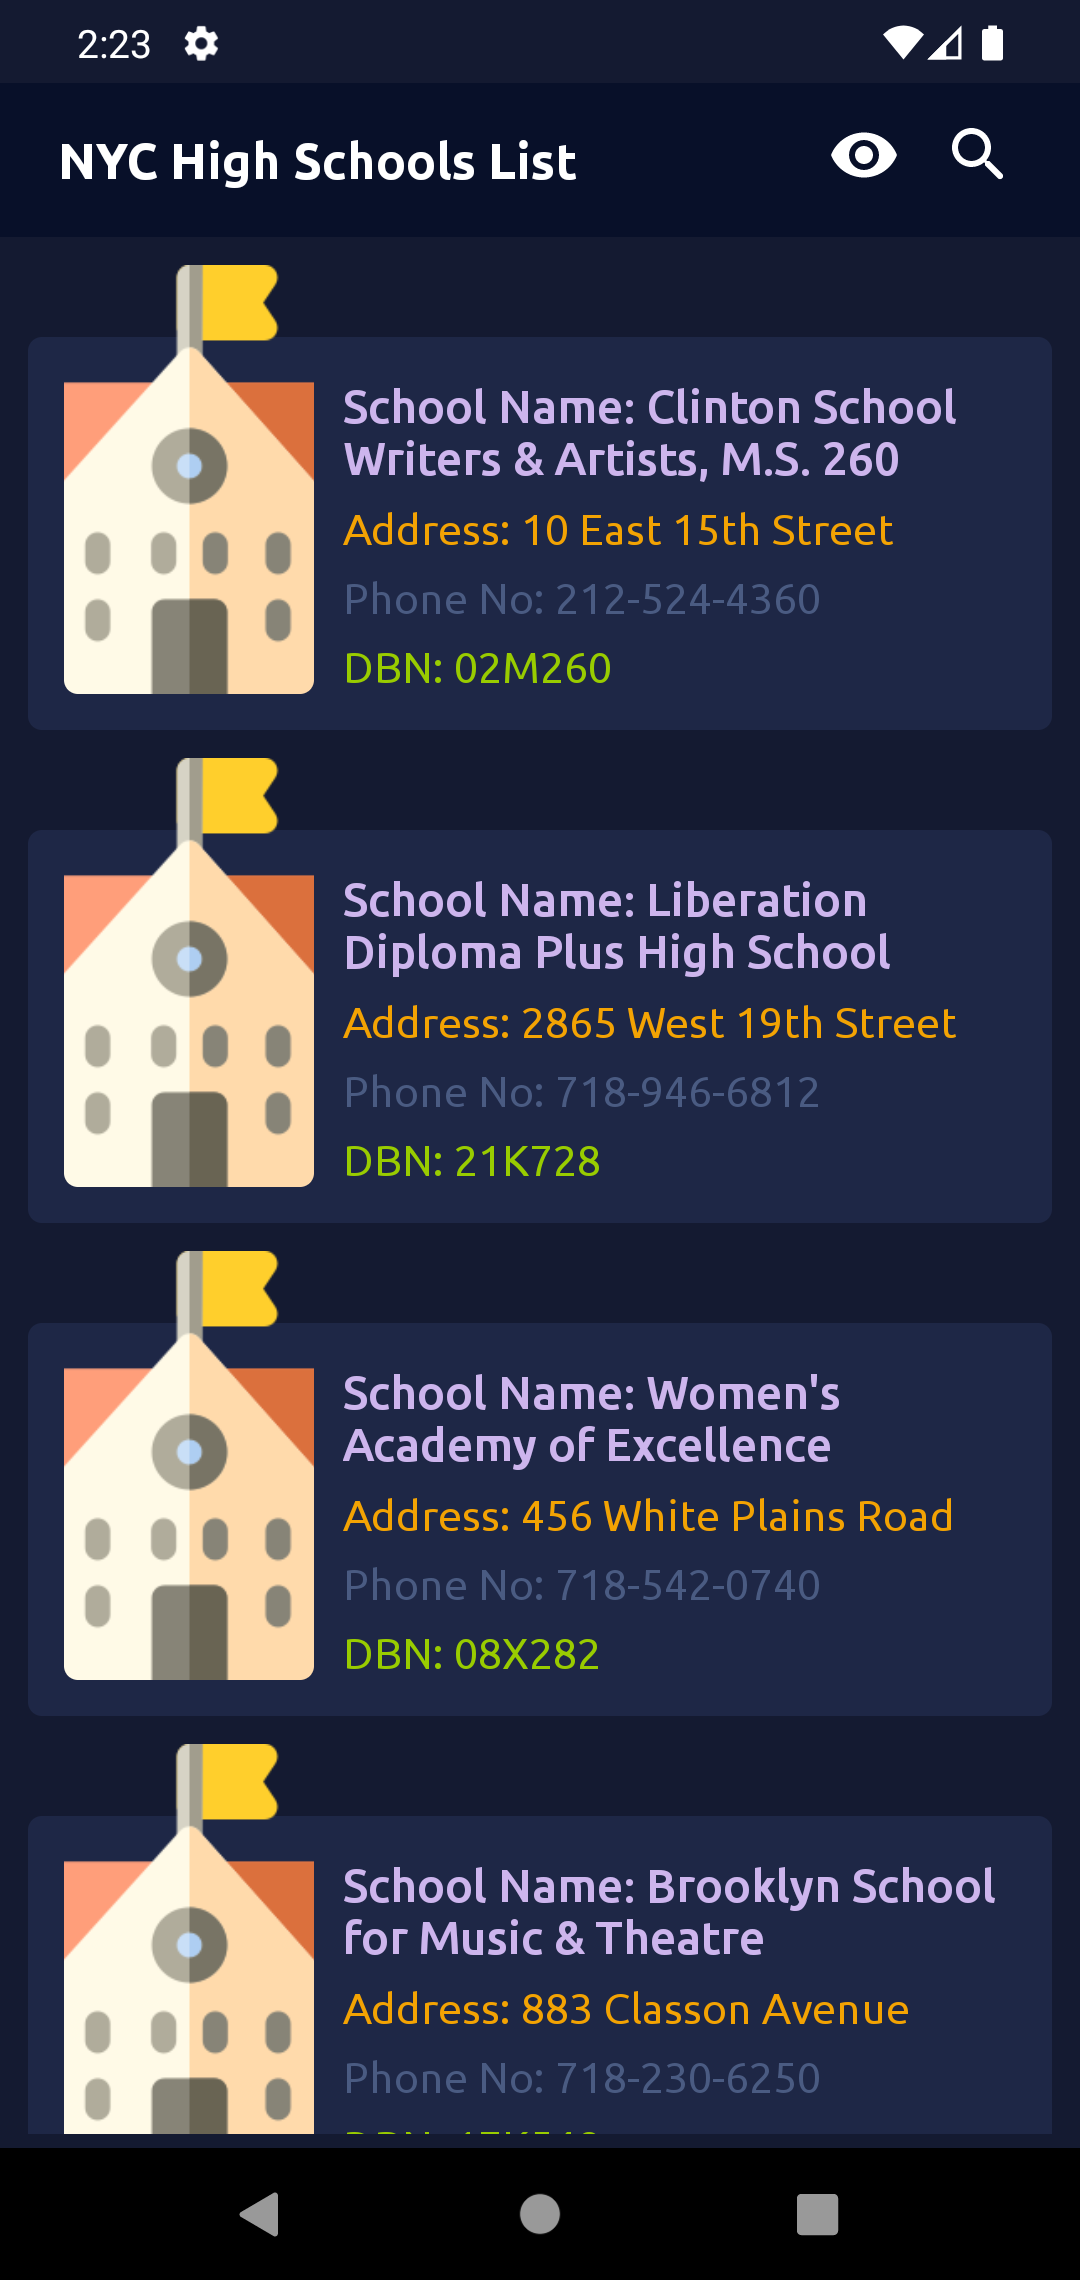 2:23
NYC High Schools List
School Name: Clinton School
Writers & Artists, M.S. 260
Address: 10 East 15th Street
Phone No: 212-524-4360
DBN: 02M260
School Name: Liberation
Diploma Plus High School
Address: 2865 West 19th Street
Phone No: 718-946-6812
DBN: 21K728
School Name: Women's
Academy of Excellence
Address: 456 White Plains Road
Phone No: 718-542-0740
DBN: 08X282
School Name: Brooklyn School
for Music & Theatre
Address: 883 Classon Avenue
Phone No: 718-230-6250
DBN: